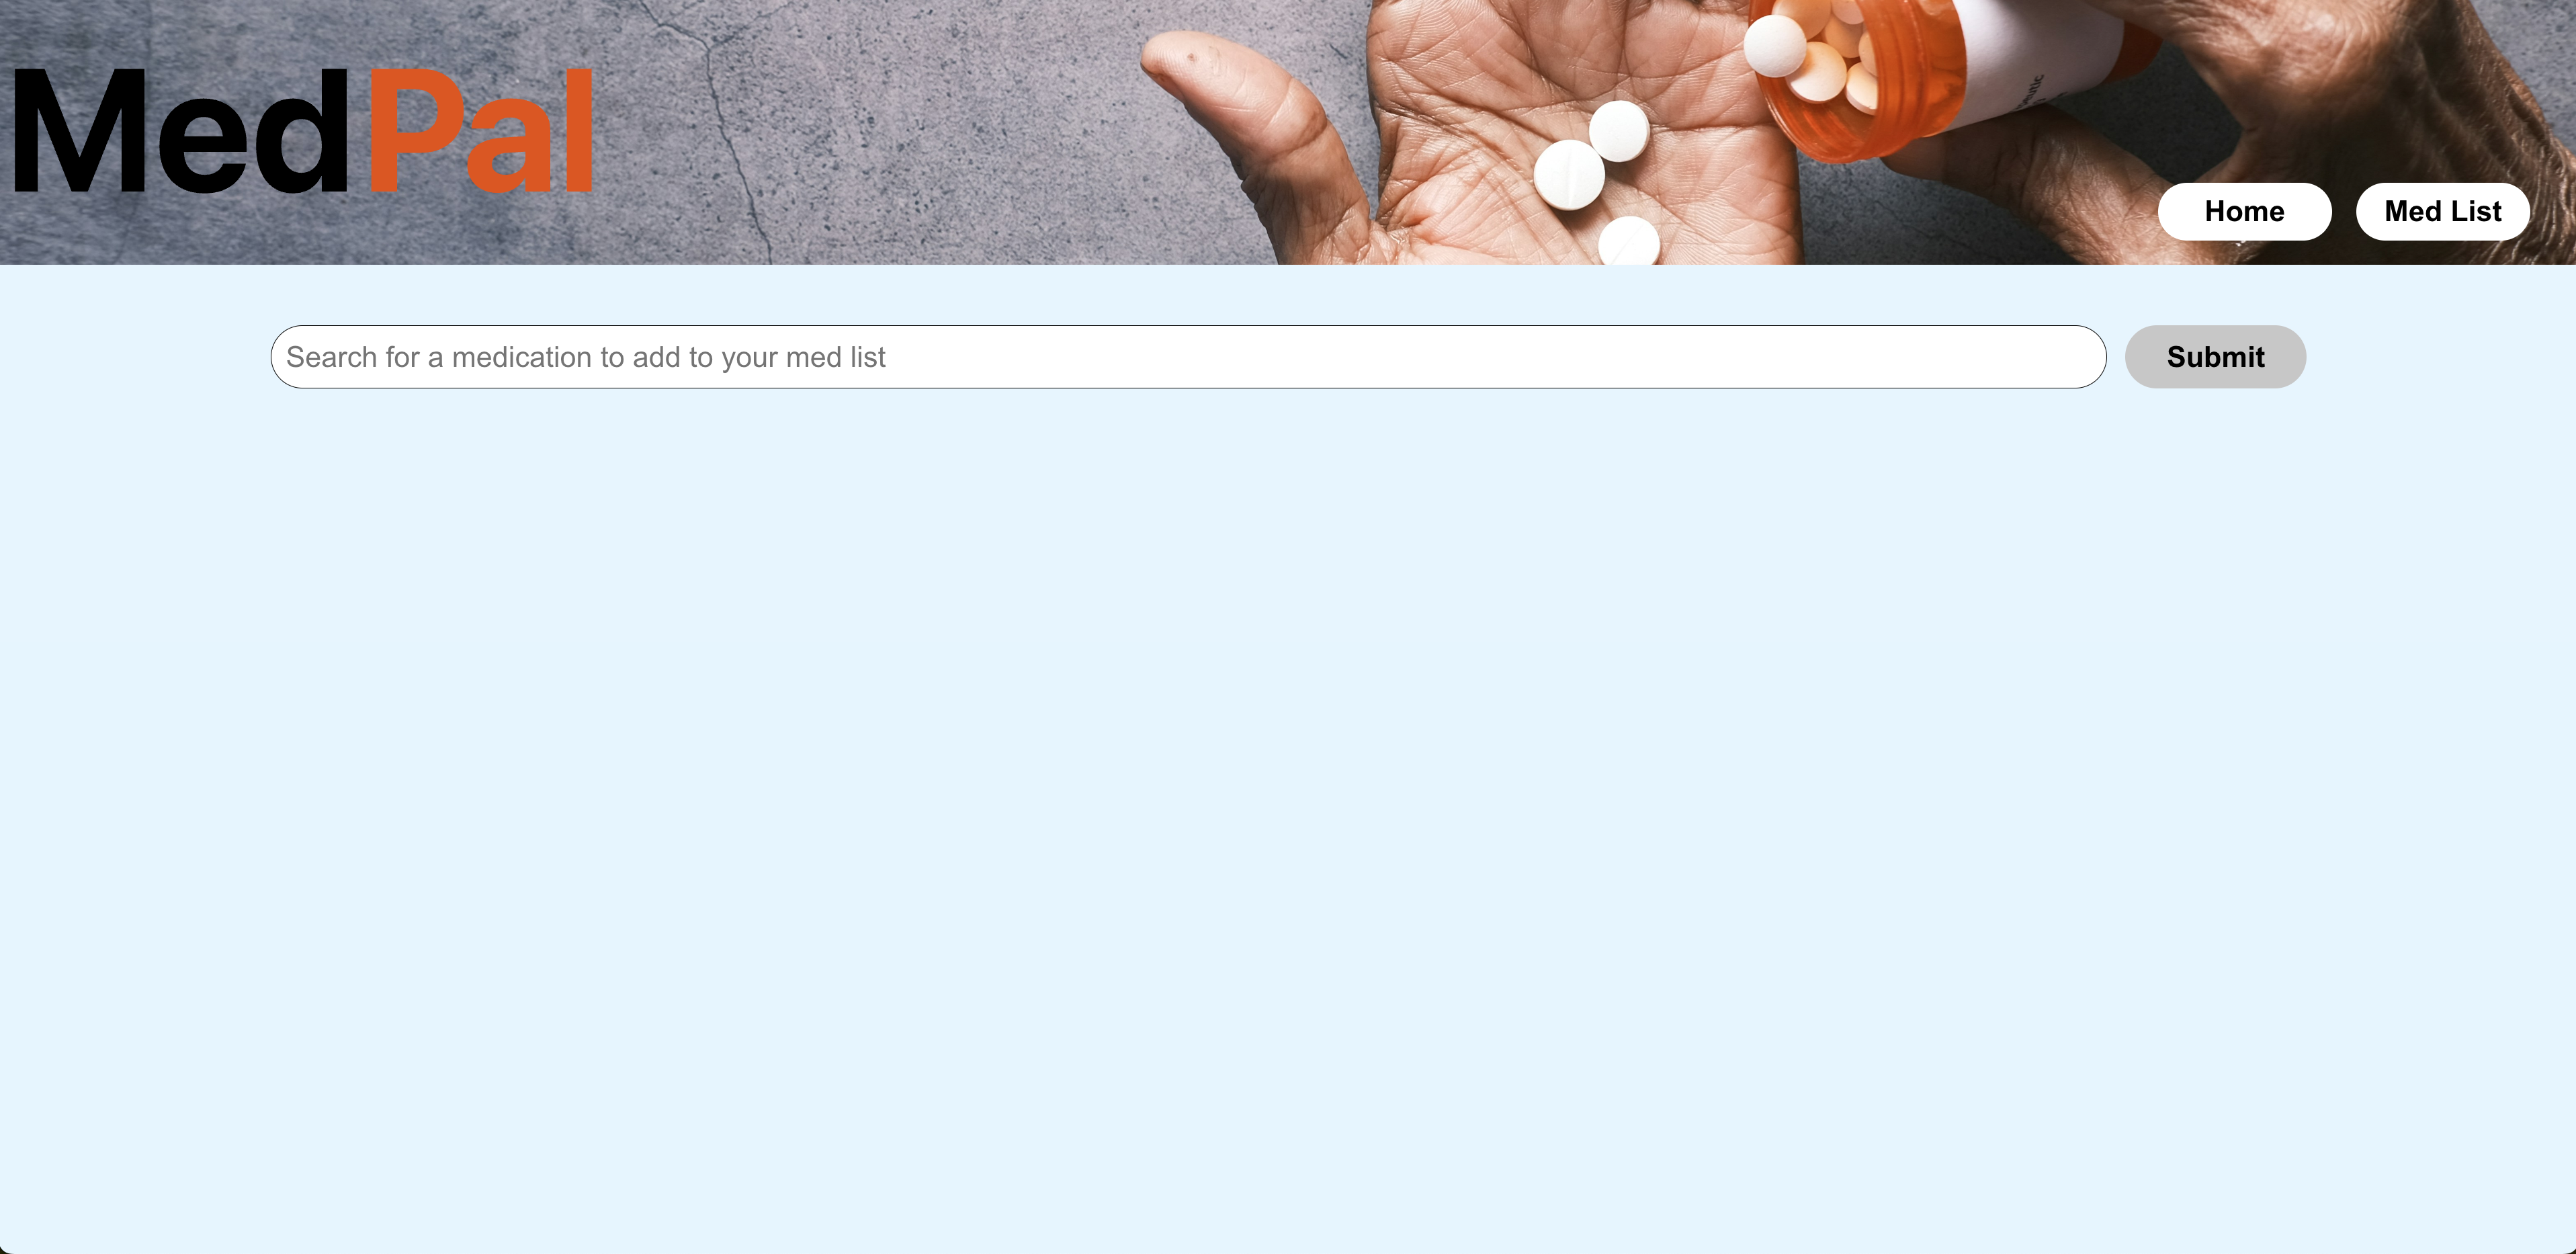 MedPal
Home
Med List
Search for a medication to add to your med list
Submit